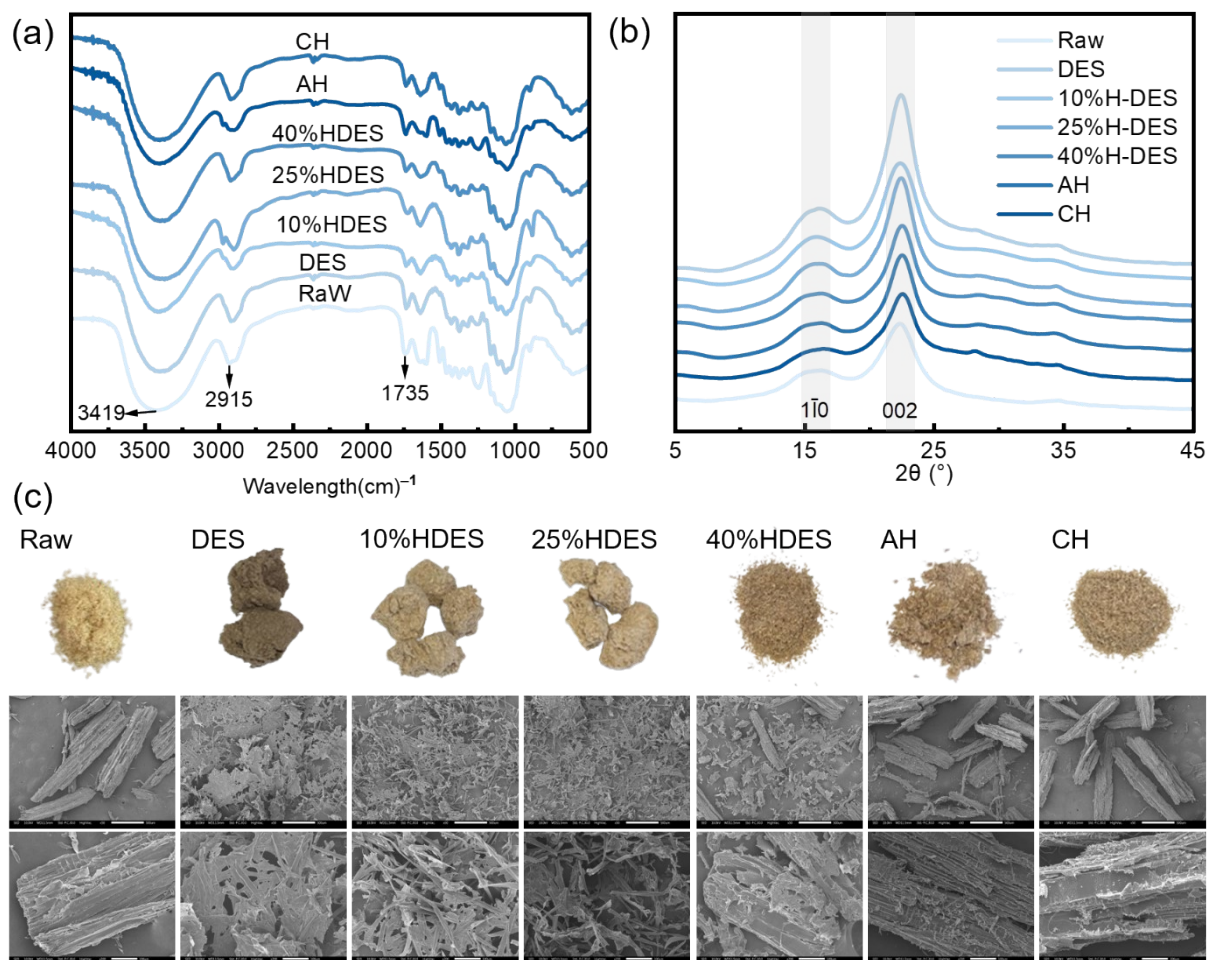 (a)
CH
AH
40%HDES
25%HDES
10%HDES
DES
RaW
3419
2915
1735
4000 3500 3000 2500 2000 1500 1000 500
Wavelength(cm)⁻¹
(b)
Raw
DES
10%H-DES
25%H-DES
40%H-DES
AH
CH
11̅0
002
5 15 25 35 45
2θ (°)
(c)
Raw DES 10%HDES 25%HDES 40%HDES AH CH